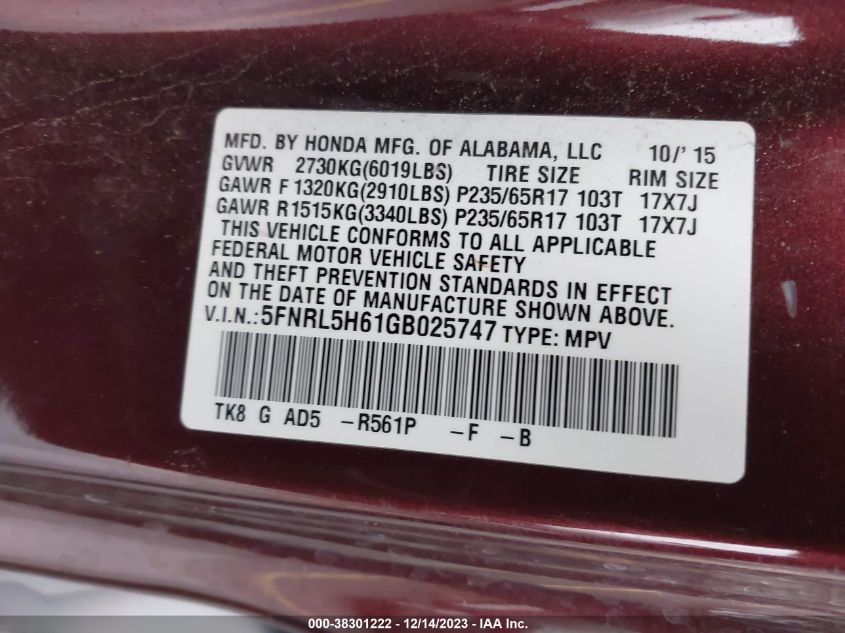 MFD. BY HONDA MFG. OF ALABAMA, LLC 10/' 15
GVWR 2730KG(6019LBS) TIRE SIZE RIM SIZE
GAWR F 1320KG(2910LBS) P235/65R17 103T 17X7J
GAWR R1515KG(3340LBS) P235/65R17 103T 17X7J
THIS VEHICLE CONFORMS TO ALL APPLICABLE
FEDERAL MOTOR VEHICLE SAFETY
AND THEFT PREVENTION STANDARDS IN EFFECT
ON THE DATE OF MANUFACTURE SHOWN ABOVE.
V.I.N.:5FNRL5H61GB025747 TYPE: MPV
TK8 G AD5 -R561P -F -B
000-38301222 - 12/14/2023 - IAA Inc.